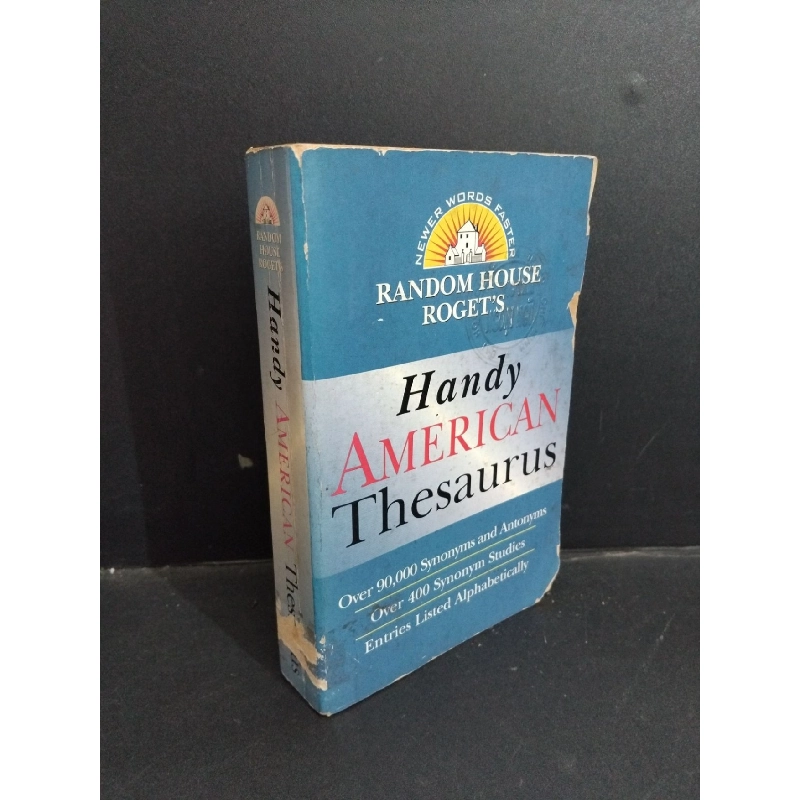 NEWER WORDS FASTER
RANDOM HOUSE
ROGET'S
Handy
AMERICAN
Thesaurus
Over 90,000 Synonyms and Antonyms
Over 400 Synonym Studies
Entries Listed Alphabetically
RANDOM
HOUSE
ROGET'S
Handy AMERICAN Thes